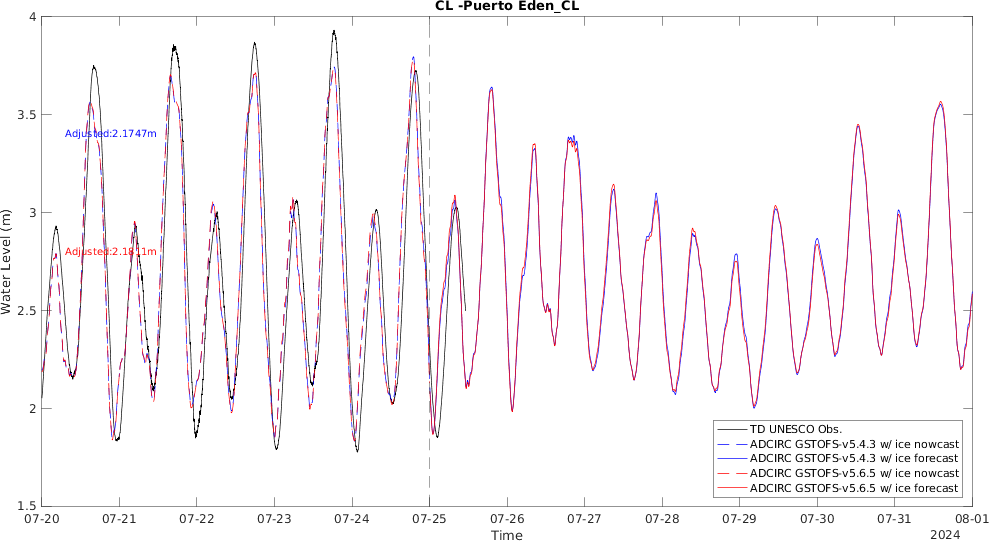 CL -Puerto Eden_CL
Water Level (m)
4
3.5
3
2.5
2
1.5
Adjusted:2.1747m
Adjusted:2.1811m
TD UNESCO Obs.
ADCIRC GSTOFS-v5.4.3 w/ ice nowcast
ADCIRC GSTOFS-v5.4.3 w/ ice forecast
ADCIRC GSTOFS-v5.6.5 w/ ice nowcast
ADCIRC GSTOFS-v5.6.5 w/ ice forecast
07-20 07-21 07-22 07-23 07-24 07-25 07-26 07-27 07-28 07-29 07-30 07-31 08-01
Time
2024